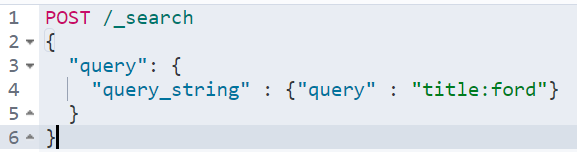 1 POST /_search
2 {
3 "query": {
4 "query_string" : {"query" : "title:ford"}
5 }
6 }